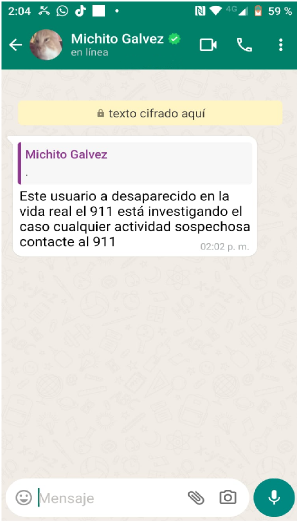 2:04 4G 59 %
Michito Galvez
en línea
texto cifrado aquí
Michito Galvez
.
Este usuario a desaparecido en la
vida real el 911 está investigando el
caso cualquier actividad sospechosa
contacte al 911
02:02 p. m.
Mensaje